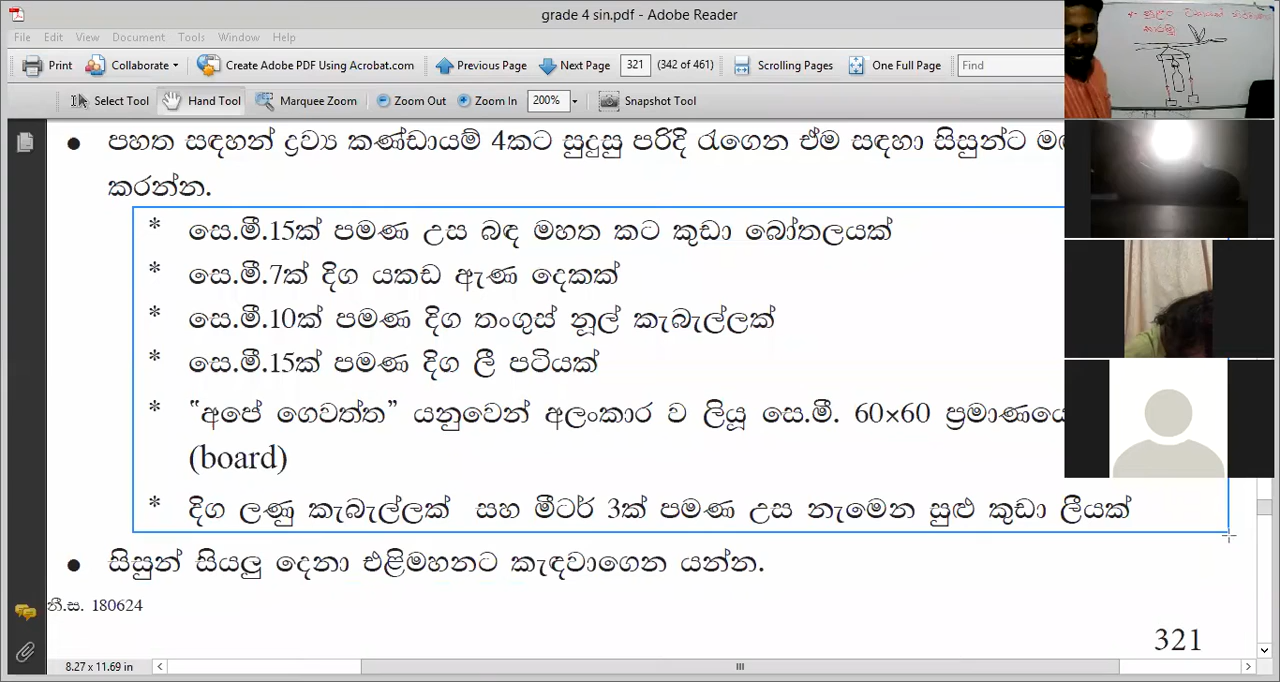 grade 4 sin.pdf - Adobe Reader
File Edit View Document Tools Window Help
Print Collaborate Create Adobe PDF Using Acrobat.com Previous Page Next Page 321 (342 of 461) Scrolling Pages One Full Page Find
Select Tool Hand Tool Marquee Zoom Zoom Out Zoom In 200% Snapshot Tool
● පහත සඳහන් ද්‍රව්‍ය කණ්ඩායම් 4කට සුදුසු පරිදි රැගෙන ඒම සඳහා සිසුන්ට
කරන්න.
* සෙ.මී.15ක් පමණ උස බඳ මහත කට කුඩා බෝතලයක්
* සෙ.මී.7ක් දිග යකඩ ඇණ දෙකක්
* සෙ.මී.10ක් පමණ දිග තංගුස් නූල් කැබැල්ලක්
* සෙ.මී.15ක් පමණ දිග ලී පටියක්
* “අපේ ගෙවත්ත” යනුවෙන් අලංකාර ව ලියූ සෙ.මී. 60×60
(board)
* දිග ලණු කැබැල්ලක් සහ මීටර් 3ක් පමණ උස නැමෙන සුළු කුඩා ලීයක්
● සිසුන් සියලු දෙනා එළිමහනට කැඳවාගෙන යන්න.
නී.ස. 180624
321
8.27 x 11.69 in